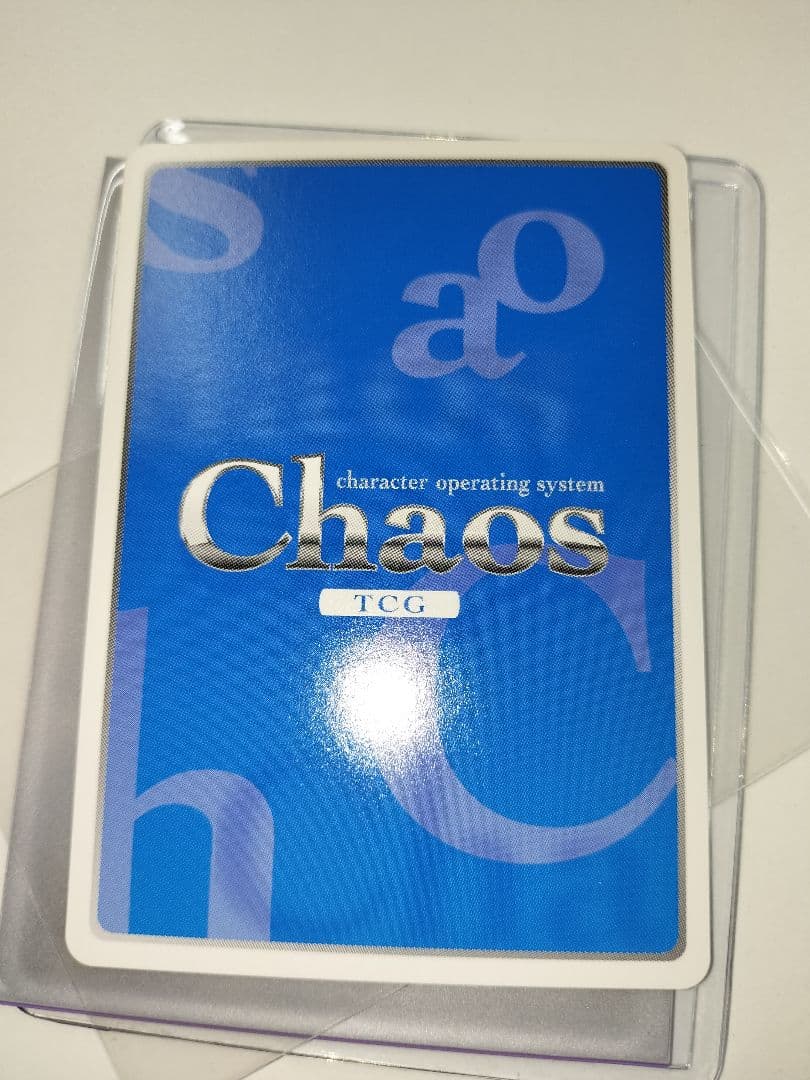 s
o
a
character operating system
Chaos
TCG
C
h